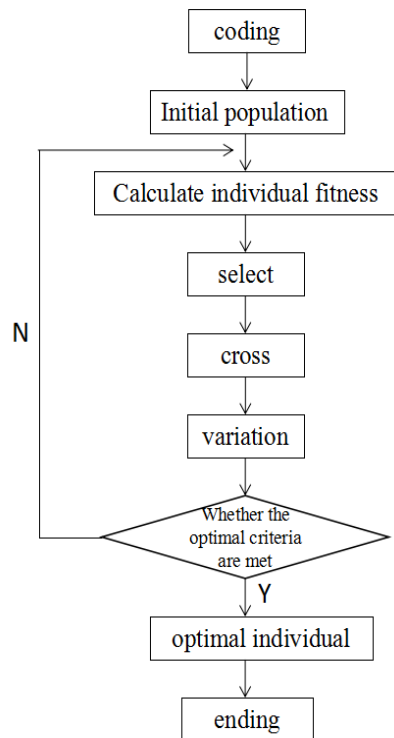 coding
Initial population
Calculate individual fitness
select
N
cross
variation
Whether the
optimal criteria
are met
Y
optimal individual
ending